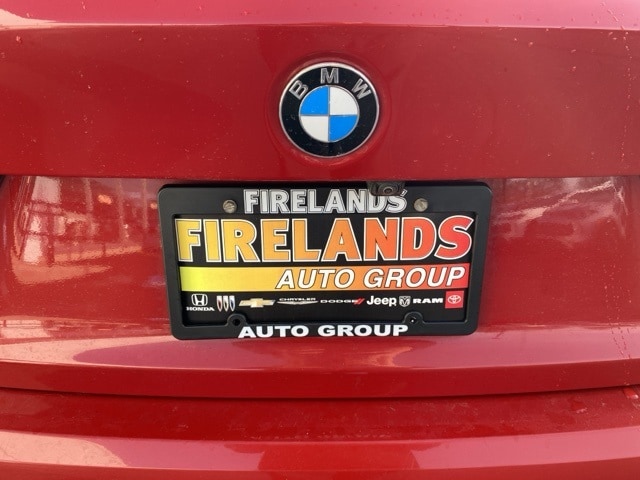 BMW
FIRELANDS
FIRELANDS
AUTO GROUP
HONDA CHRYSLER DODGE Jeep RAM
AUTO GROUP